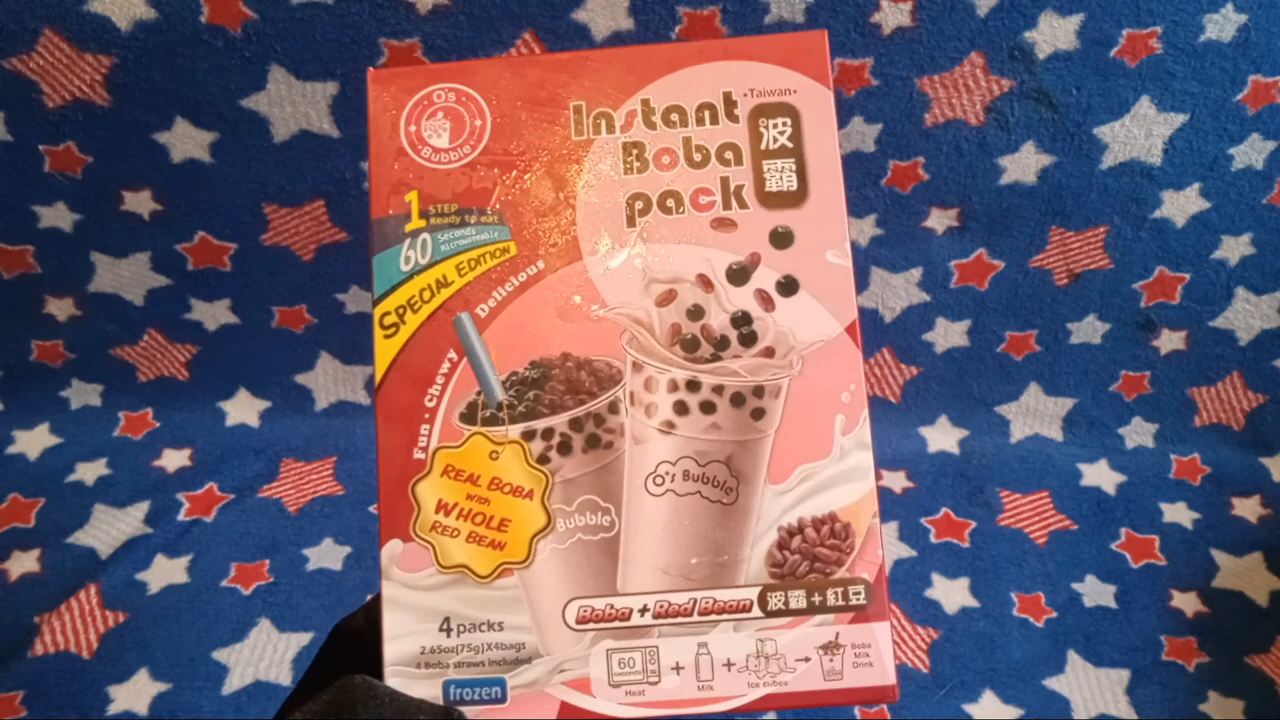 O's
Bubble
Instant
Boba
pack
•Taiwan•
波
霸
1 STEP
Ready to eat
60 Seconds
Microwaveable
SPECIAL EDITION
Fun • Chewy
Delicious
REAL BOBA
with
WHOLE
RED BEAN
Bubble
O's Bubble
Boba + Red Bean
波霸+紅豆
4 packs
2.65oz(75g)X4bags
4 Boba straws included
frozen
60
SECONDS
Heat
+
Milk
+
Ice cubes
Boba
Milk
Drink